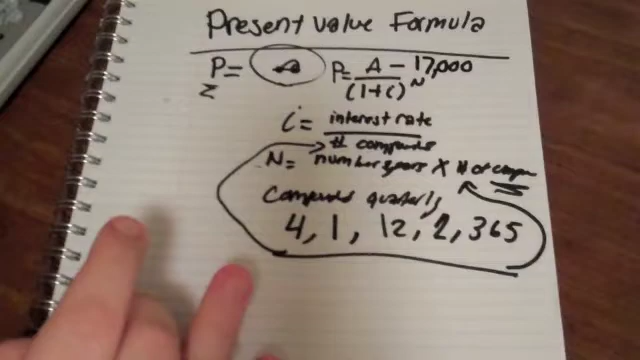 Present value Formula
P= A P= A - 17,000
(1+i)^N
i= interest rate
# compounds
N= number years X # of
Compounds quarterly
4, 1, 12, 2, 365